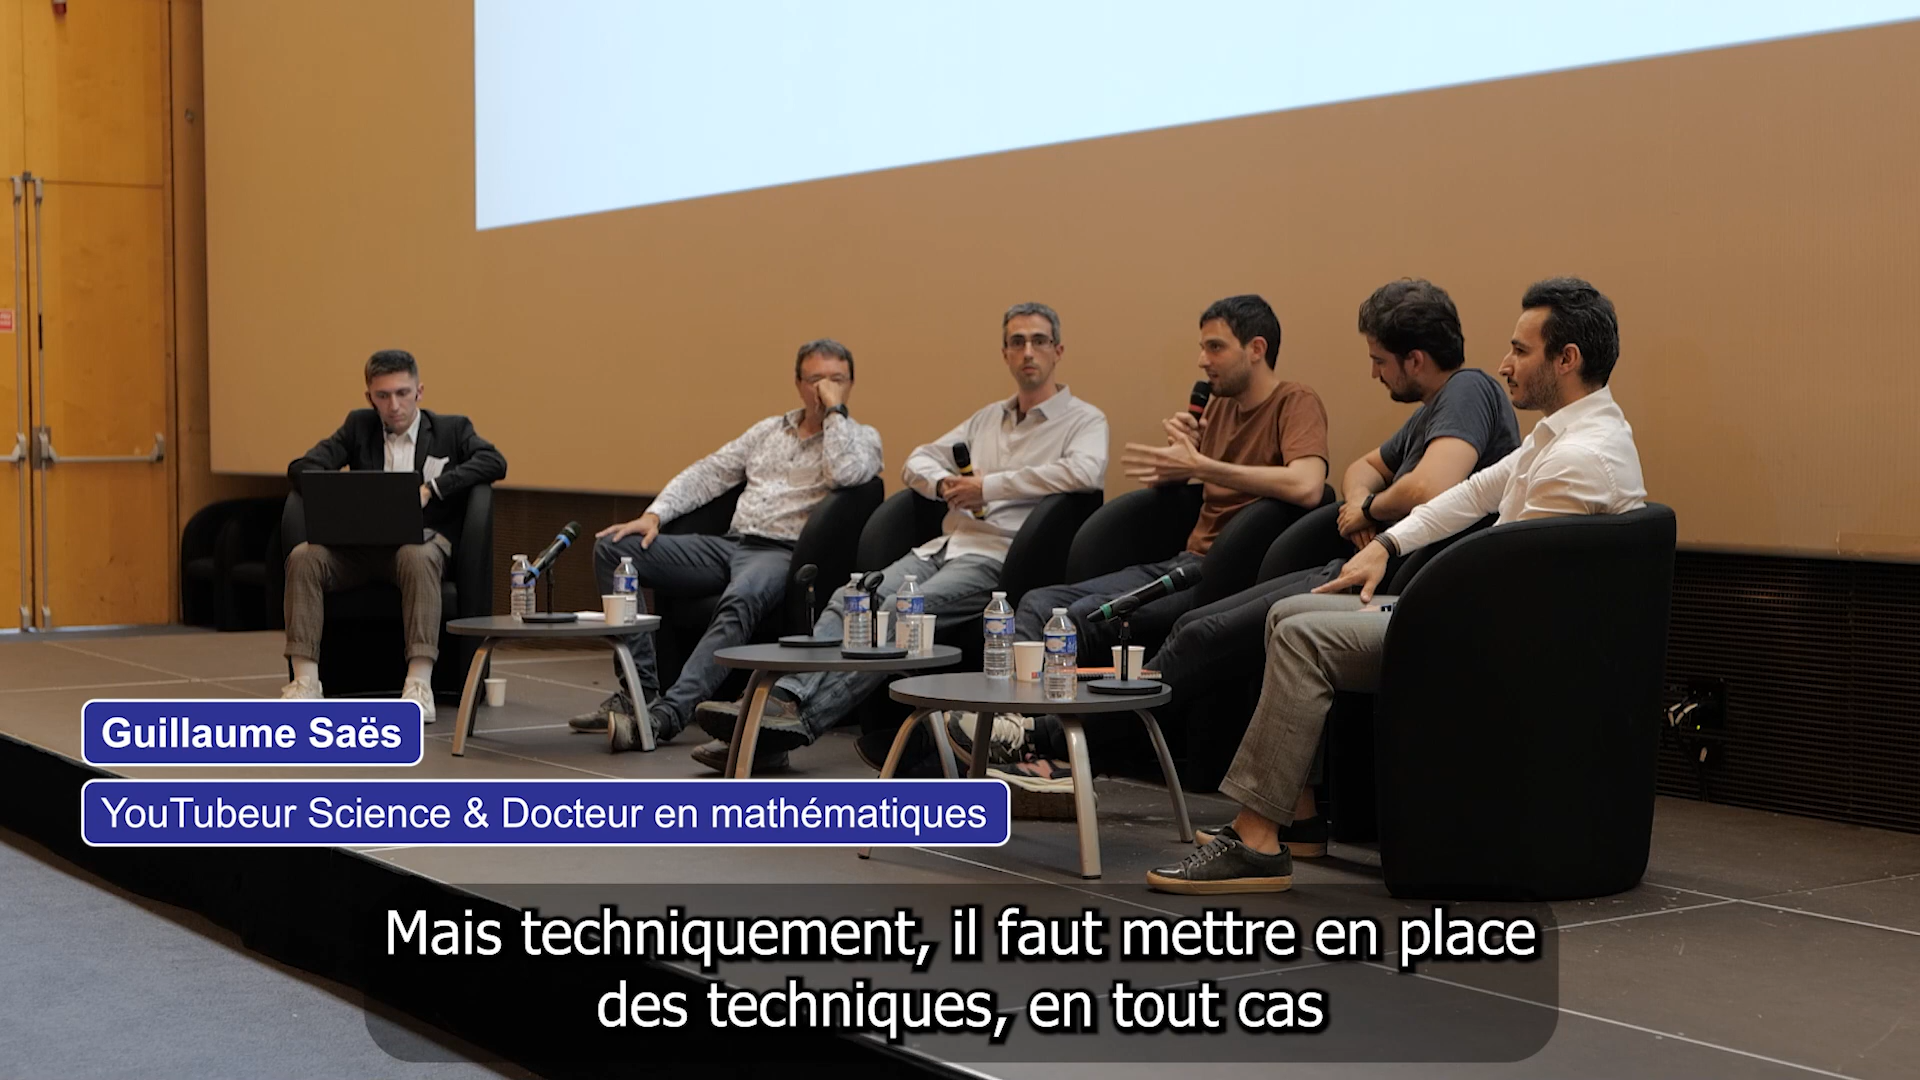 Guillaume Saës
YouTubeur Science & Docteur en mathématiques
Mais techniquement, il faut mettre en place
des techniques, en tout cas